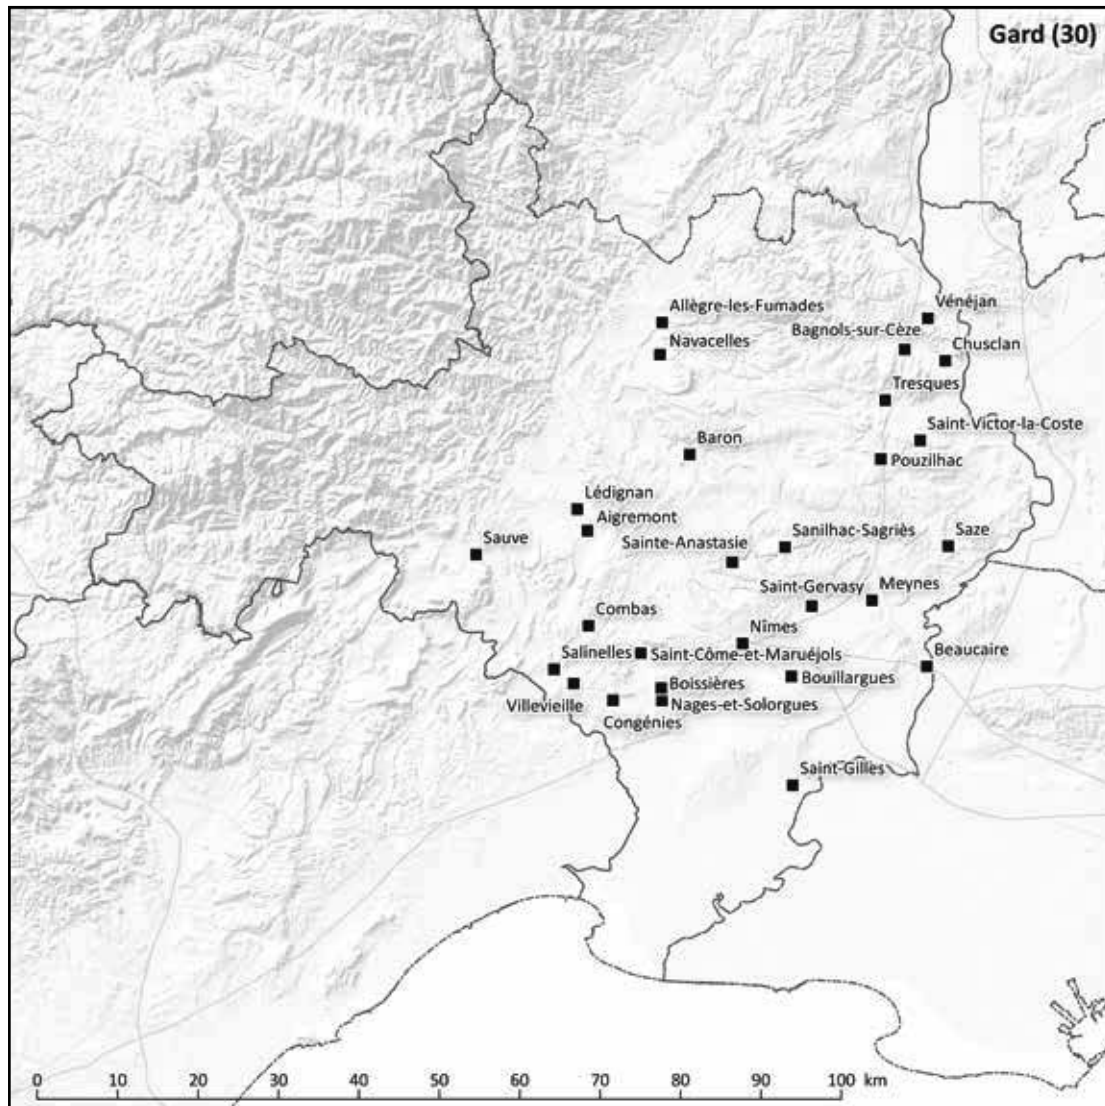 Gard (30)
Allègre-les-Fumades
Vénéjan
Bagnols-sur-Cèze
Navacelles
Chusclan
Tresques
Saint-Victor-la-Coste
Baron
Pouzilhac
Lédignan
Aigremont
Sanilhac-Sagriès
Saze
Sauve
Sainte-Anastasie
Saint-Gervasy
Meynes
Combas
Nîmes
Salinelles
Saint-Côme-et-Maruéjols
Beaucaire
Boissières
Bouillargues
Villevieille
Nages-et-Solorgues
Congénies
Saint-Gilles
0 10 20 30 40 50 60 70 80 90 100 km